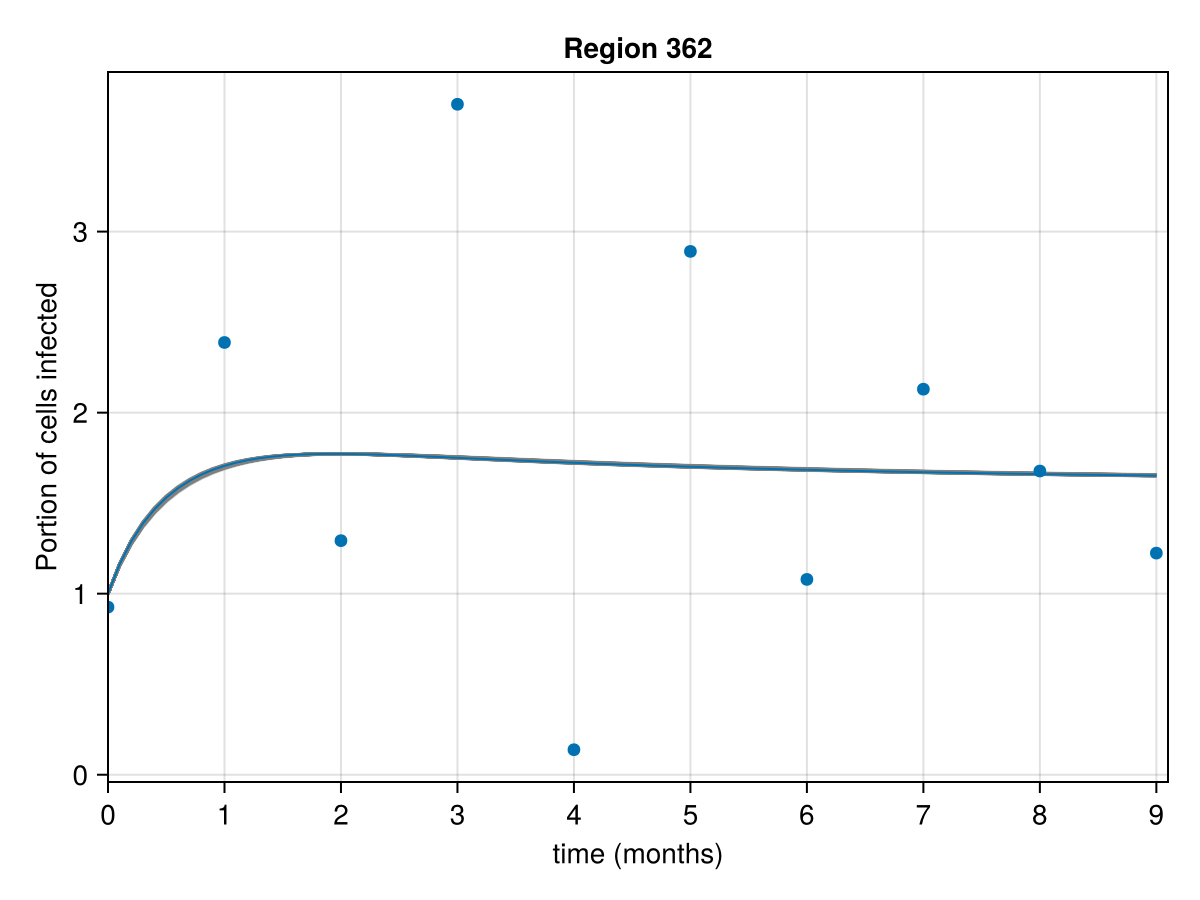 Region 362
Portion of cells infected
3
2
1
0
0 1 2 3 4 5 6 7 8 9
time (months)